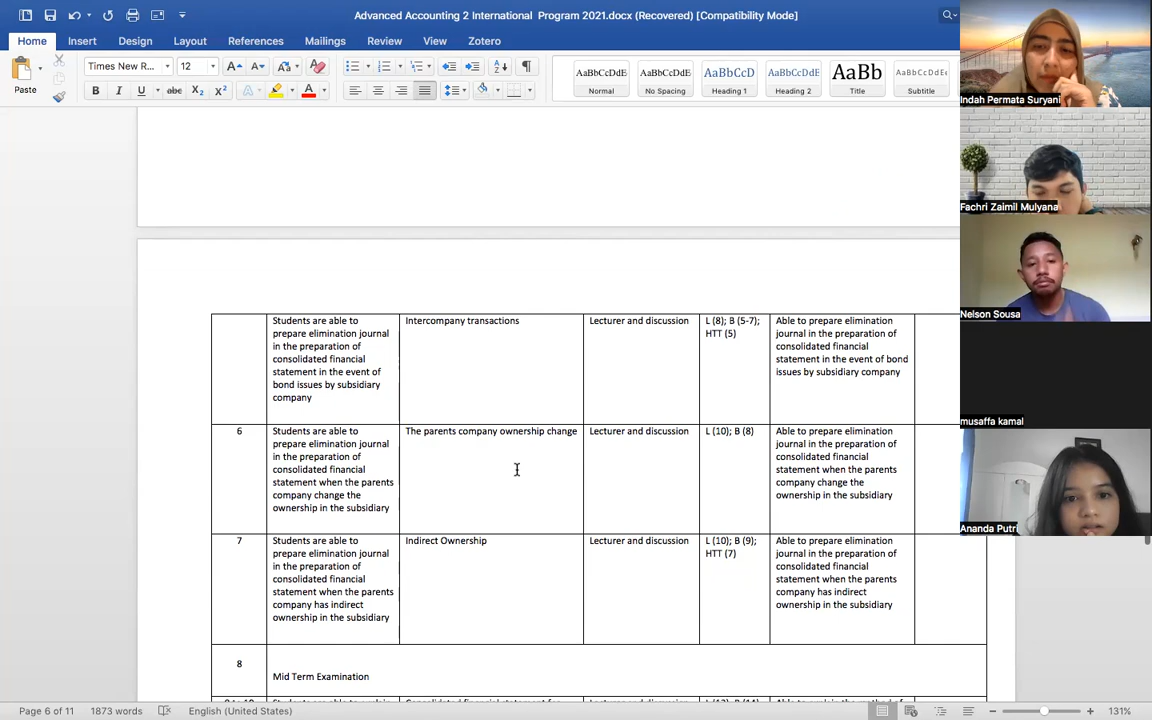 Advanced Accounting 2 International Program 2021.docx (Recovered) [Compatibility Mode]
Home Insert Design Layout References Mailings Review View Zotero
Paste
Times New R... 12
AaBbCcDdE AaBbCcDdE AaBbCcD AaBbCcDdE AaBb AaBbCcDdEe
Normal No Spacing Heading 1 Heading 2 Title Subtitle
Indah Permata Suryani
Fachri Zaimil Mulyana
Nelson Sousa
musaffa kamal
Ananda Putri
Students are able to
prepare elimination journal
in the preparation of
consolidated financial
statement in the event of
bond issues by subsidiary
company
Intercompany transactions
Lecturer and discussion
L (8); B (5-7);
HTT (5)
Able to prepare elimination
journal in the preparation of
consolidated financial
statement in the event of bond
issues by subsidiary company
6
Students are able to
prepare elimination journal
in the preparation of
consolidated financial
statement when the parents
company change the
ownership in the subsidiary
The parents company ownership change
Lecturer and discussion
L (10); B (8)
Able to prepare elimination
journal in the preparation of
consolidated financial
statement when the parents
company change the
ownership in the subsidiary
7
Students are able to
prepare elimination journal
in the preparation of
consolidated financial
statement when the parents
company has indirect
ownership in the subsidiary
Indirect Ownership
Lecturer and discussion
L (10); B (9);
HTT (7)
Able to prepare elimination
journal in the preparation of
consolidated financial
statement when the parents
company has indirect
ownership in the subsidiary
8
Mid Term Examination
Page 6 of 11 1873 words English (United States) 131%